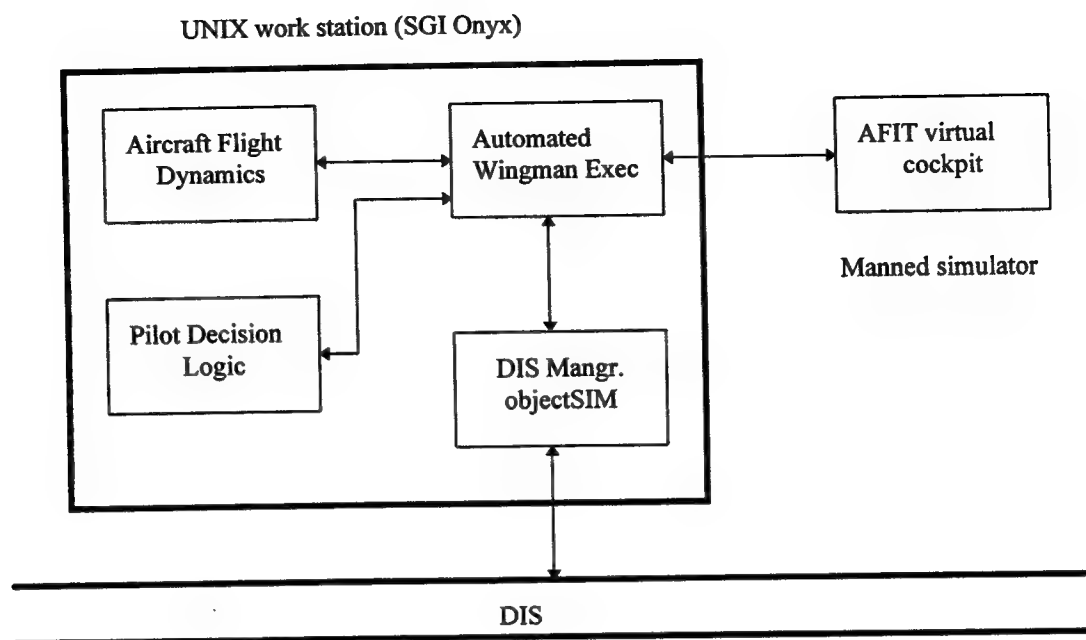 UNIX work station (SGI Onyx)
Aircraft Flight
Dynamics
Automated
Wingman Exec
AFIT virtual
cockpit
Manned simulator
Pilot Decision
Logic
DIS Mangr.
objectSIM
DIS